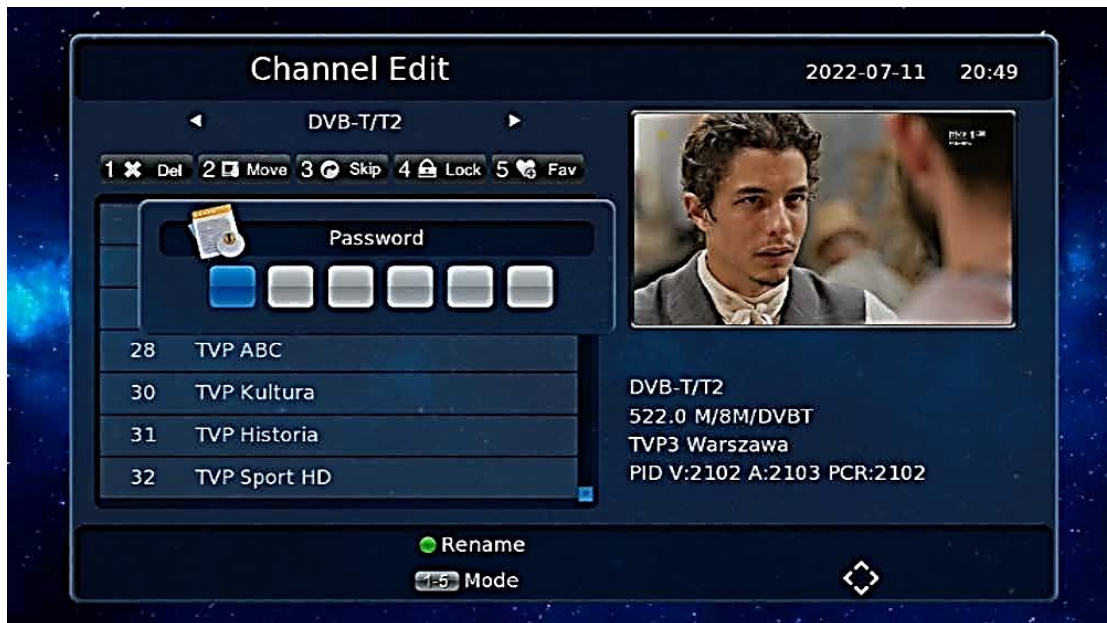 Channel Edit
2022-07-11 20:49
DVB-T/T2
1 Del 2 Move 3 Skip 4 Lock 5 Fav
Password
28 TVP ABC
30 TVP Kultura
31 TVP Historia
32 TVP Sport HD
DVB-T/T2
522.0 M/8M/DVBT
TVP3 Warszawa
PID V:2102 A:2103 PCR:2102
Rename
1-5 Mode